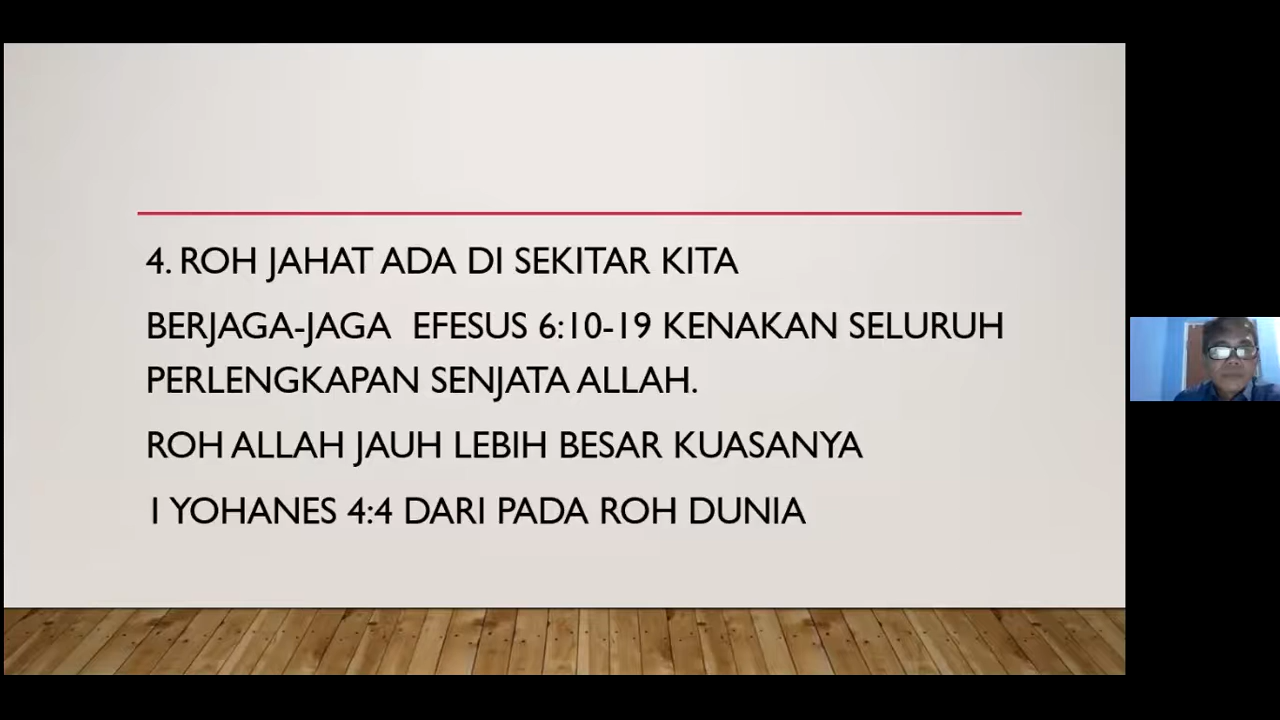 4. ROH JAHAT ADA DI SEKITAR KITA
BERJAGA-JAGA EFESUS 6:10-19 KENAKAN SELURUH
PERLENGKAPAN SENJATA ALLAH.
ROH ALLAH JAUH LEBIH BESAR KUASANYA
1 YOHANES 4:4 DARI PADA ROH DUNIA